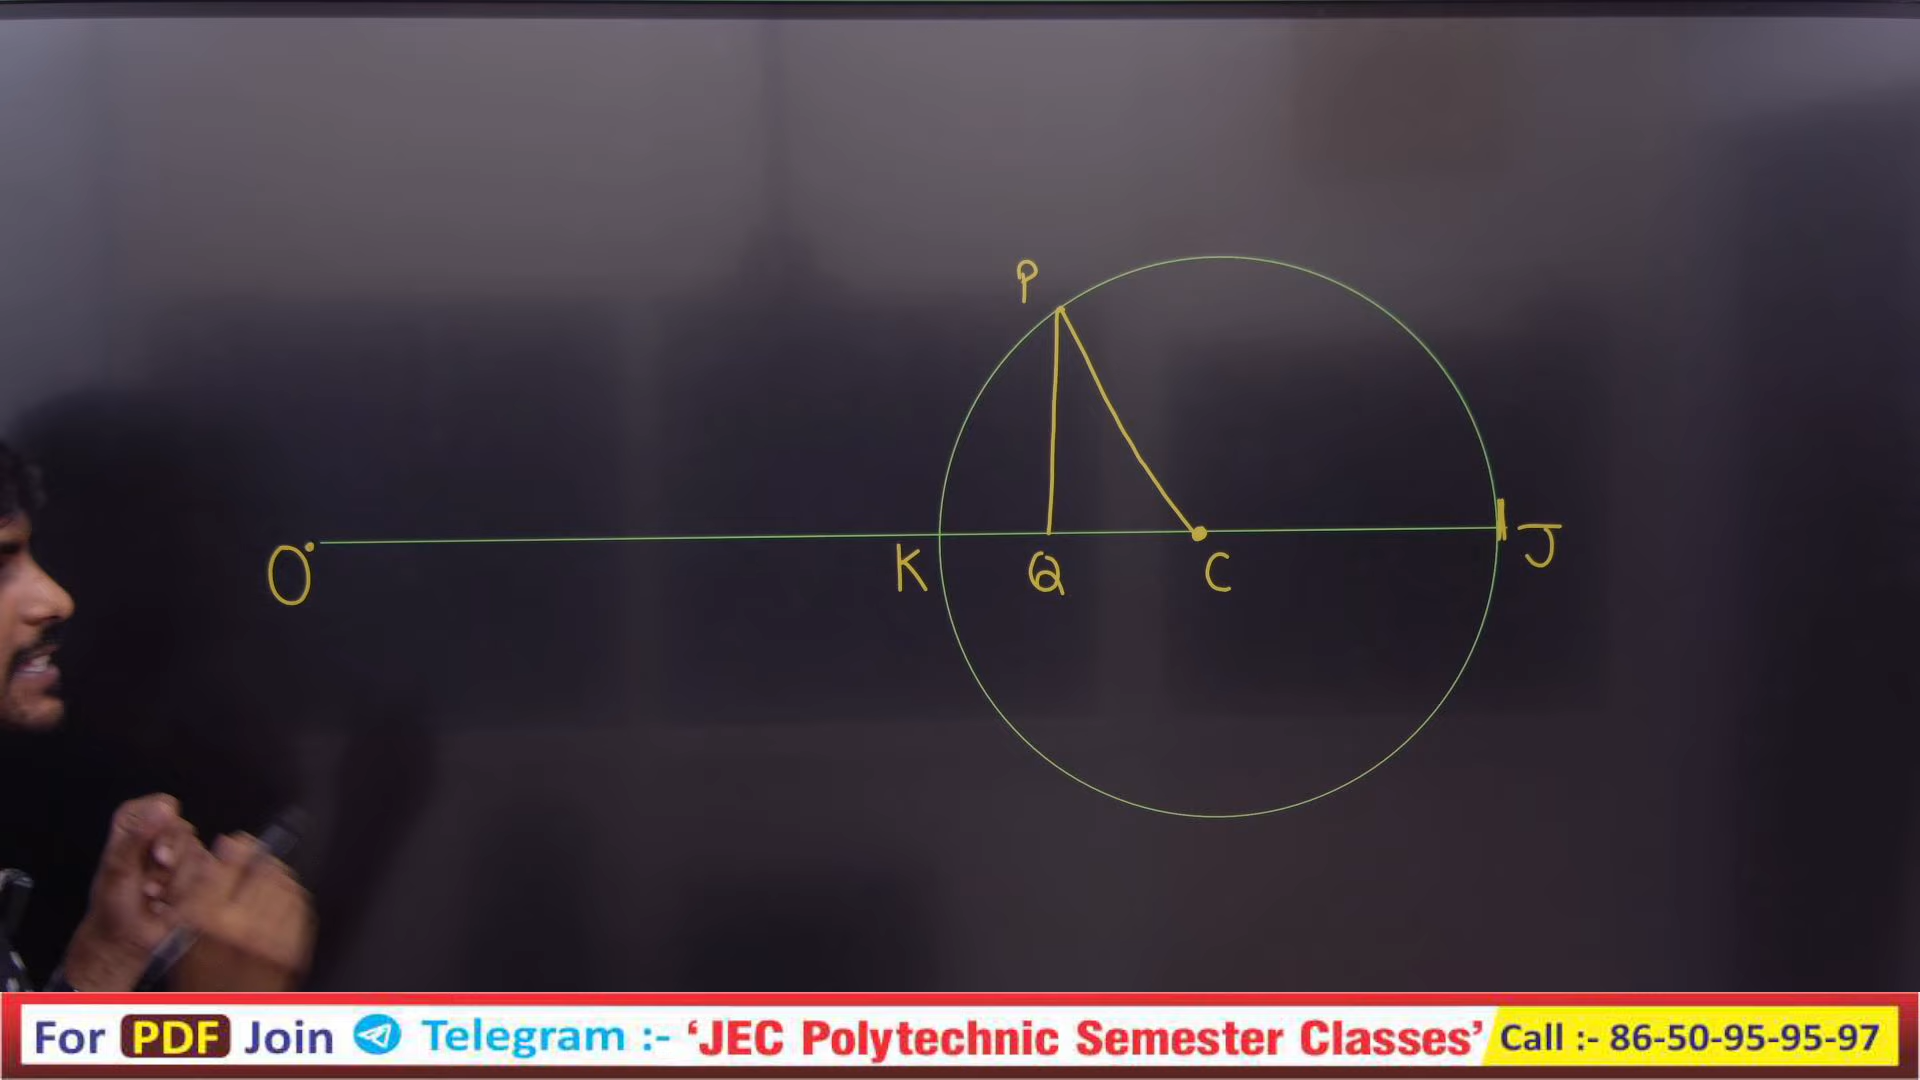 P
O
K
Q
C
J
For PDF Join Telegram :- ‘JEC Polytechnic Semester Classes’ Call :- 86-50-95-95-97